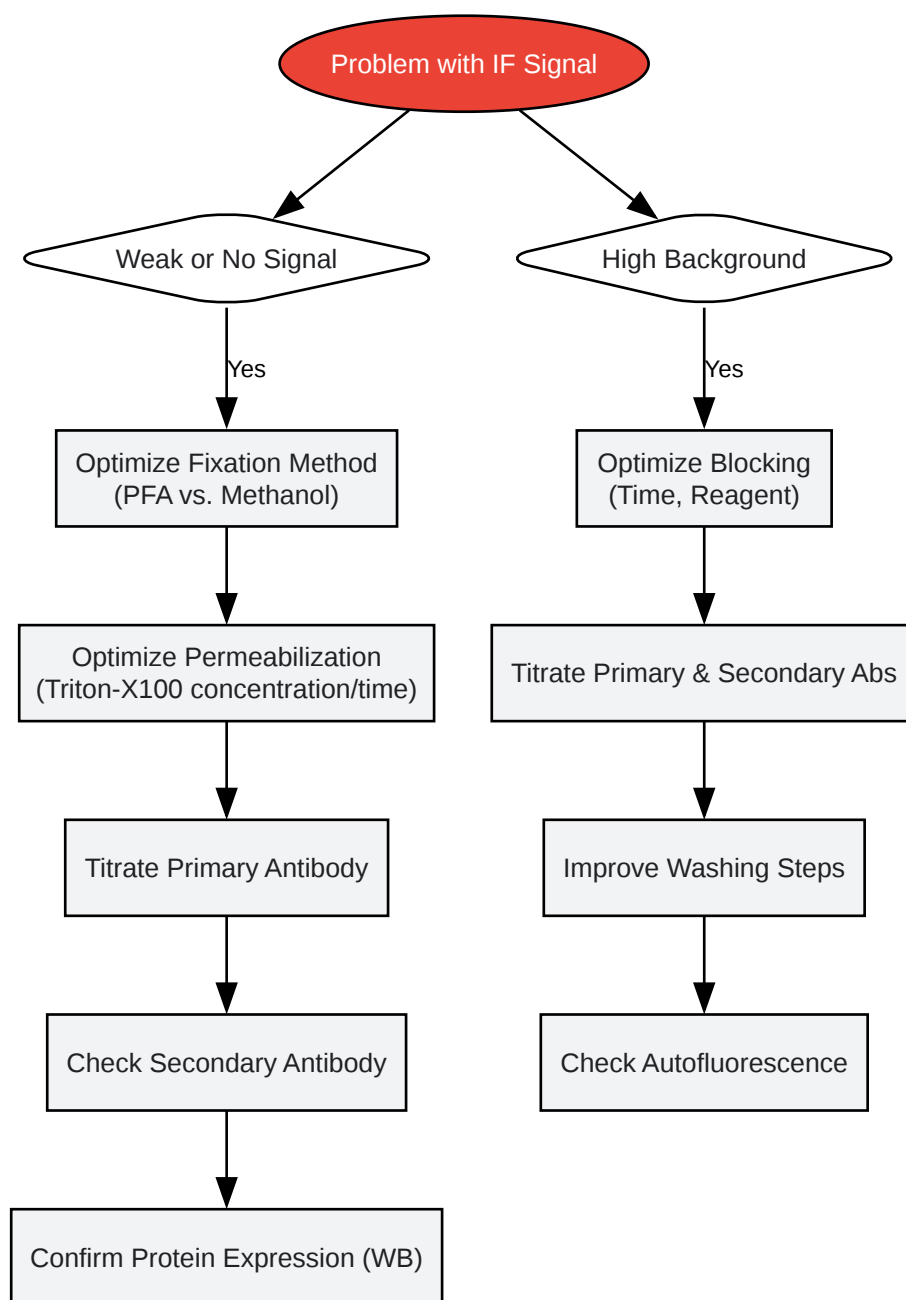 Problem with IF Signal
Weak or No Signal
High Background
Yes
Yes
Optimize Fixation Method
(PFA vs. Methanol)
Optimize Blocking
(Time, Reagent)
Optimize Permeabilization
(Triton-X100 concentration/time)
Titrate Primary & Secondary Abs
Titrate Primary Antibody
Improve Washing Steps
Check Secondary Antibody
Check Autofluorescence
Confirm Protein Expression (WB)